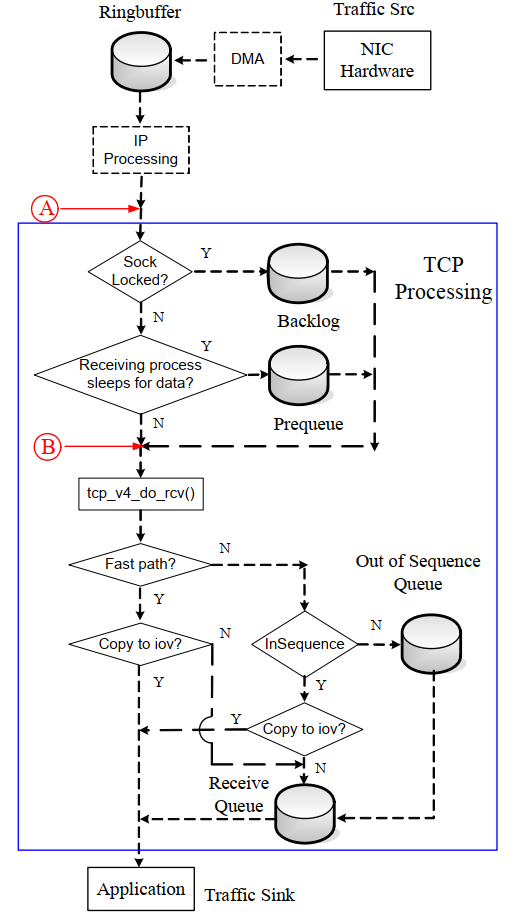 Ringbuffer
Traffic Src
DMA
NIC
Hardware
IP
Processing
A
Sock
Locked?
Y
Backlog
TCP
Processing
N
Receiving process
sleeps for data?
Y
Prequeue
N
B
tcp_v4_do_rcv()
Fast path?
N
Y
Out of Sequence
Queue
Copy to iov?
N
InSequence
N
Y
Y
Copy to iov?
Y
N
Receive
Queue
Application
Traffic Sink